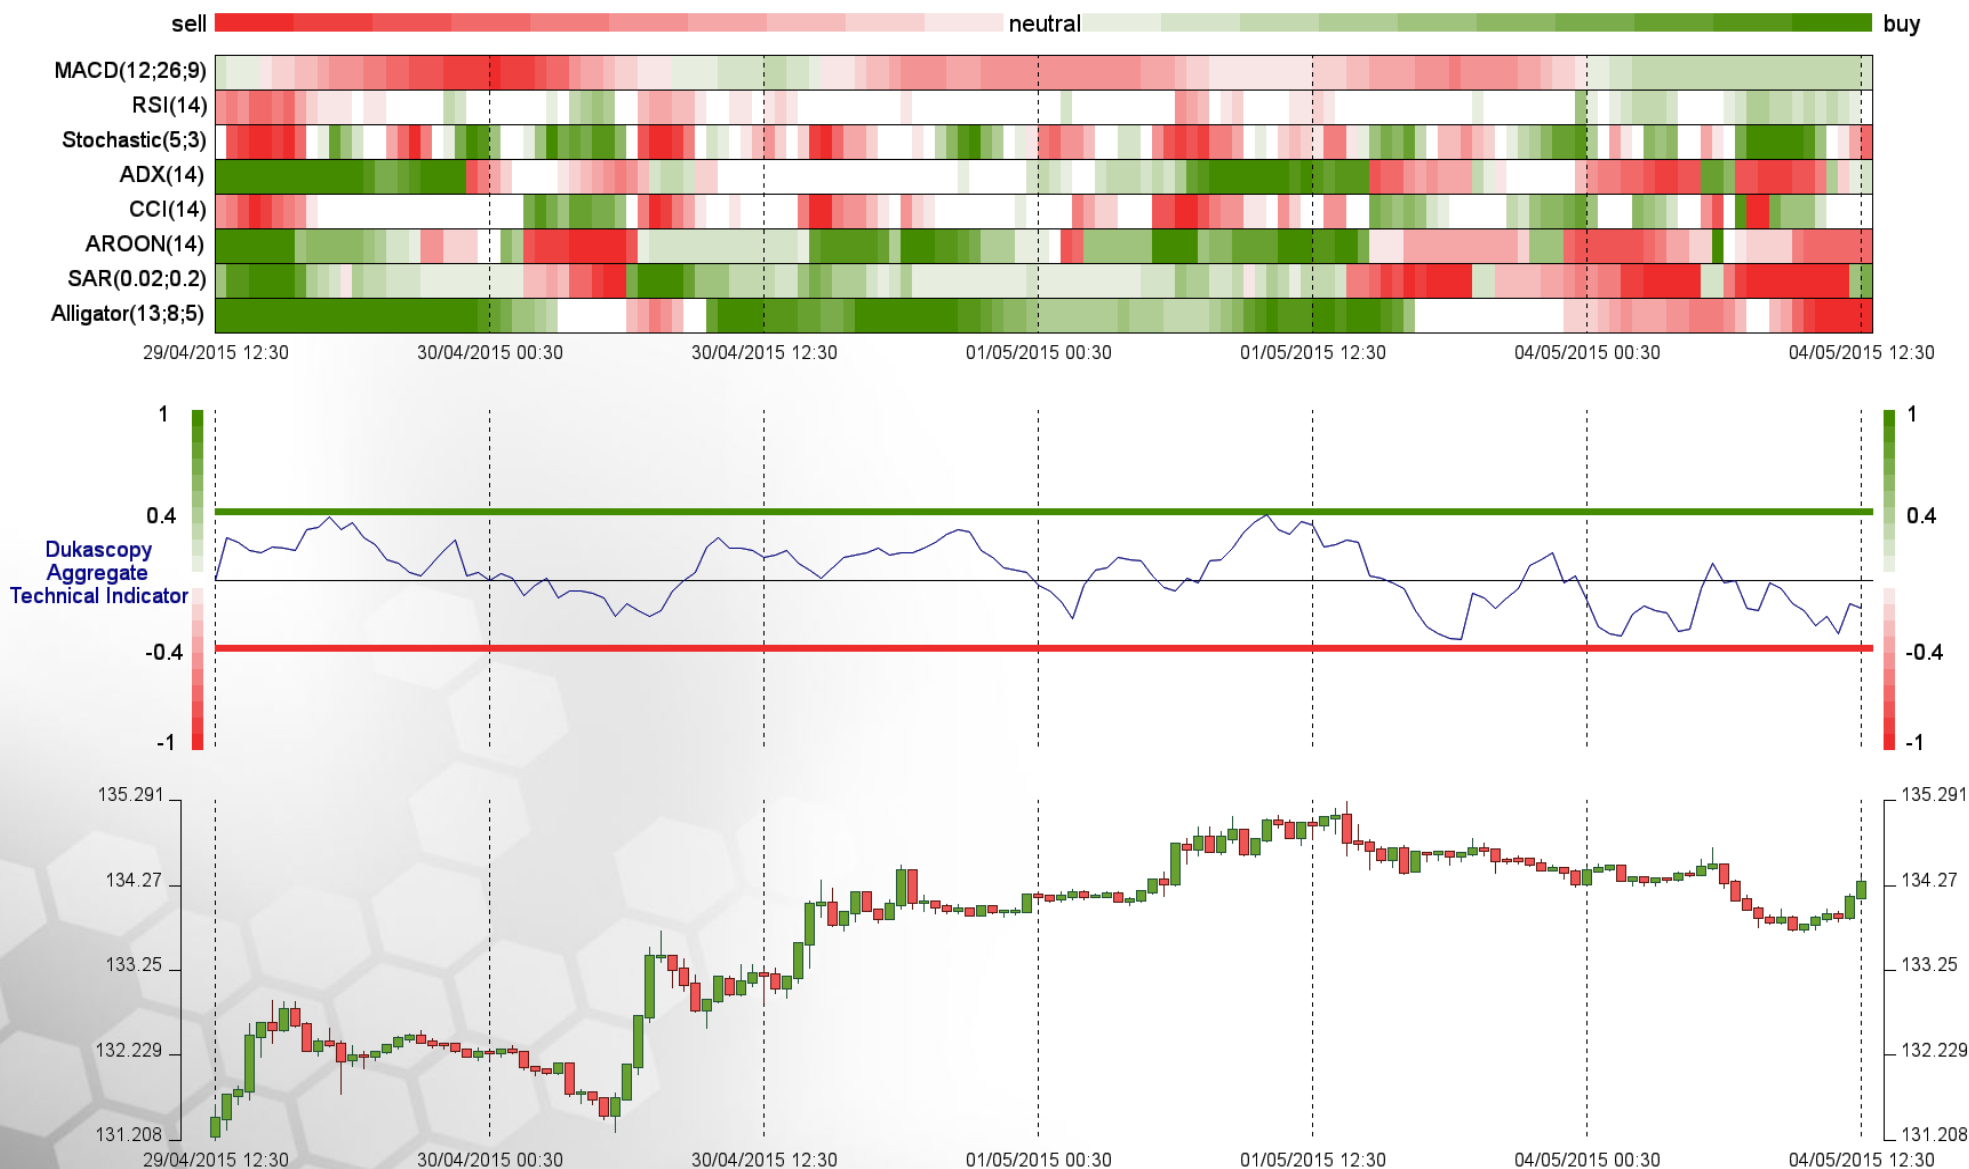 sell neutral buy
MACD(12;26;9)
RSI(14)
Stochastic(5;3)
ADX(14)
CCI(14)
AROON(14)
SAR(0.02;0.2)
Alligator(13;8;5)
29/04/2015 12:30 30/04/2015 00:30 30/04/2015 12:30 01/05/2015 00:30 01/05/2015 12:30 04/05/2015 00:30 04/05/2015 12:30
1 1
0.4 0.4
Dukascopy
Aggregate
Technical Indicator
-0.4 -0.4
-1 -1
135.291 135.291
134.27 134.27
133.25 133.25
132.229 132.229
131.208 131.208
29/04/2015 12:30 30/04/2015 00:30 30/04/2015 12:30 01/05/2015 00:30 01/05/2015 12:30 04/05/2015 00:30 04/05/2015 12:30